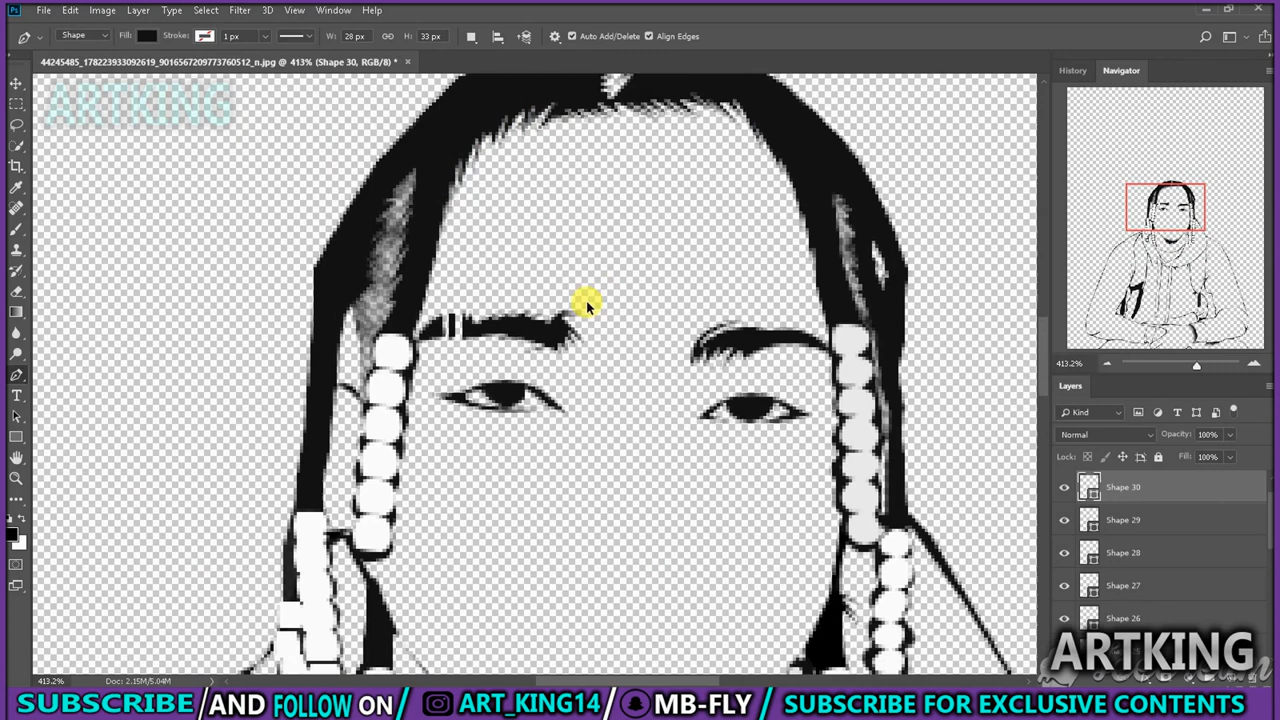 Ps File Edit Image Layer Type Select Filter 3D View Window Help
Shape Fill: Stroke: 1 px W: 28 px H: 33 px Auto Add/Delete Align Edges
44245485_178223933092619_9016567209773760512_n.jpg @ 413% (Shape 30, RGB/8) * ×
ARTKING
History Navigator
413.2%
Layers
Kind
Normal Opacity: 100%
Lock: Fill: 100%
Shape 30
Shape 29
Shape 28
Shape 27
Shape 26
ARTKING
413.2% Doc: 2.15M/5.04M
SUBSCRIBE AND FOLLOW ON / ART_KING14 / MB-FLY / SUBSCRIBE FOR EXCLUSIVE CONTENTS